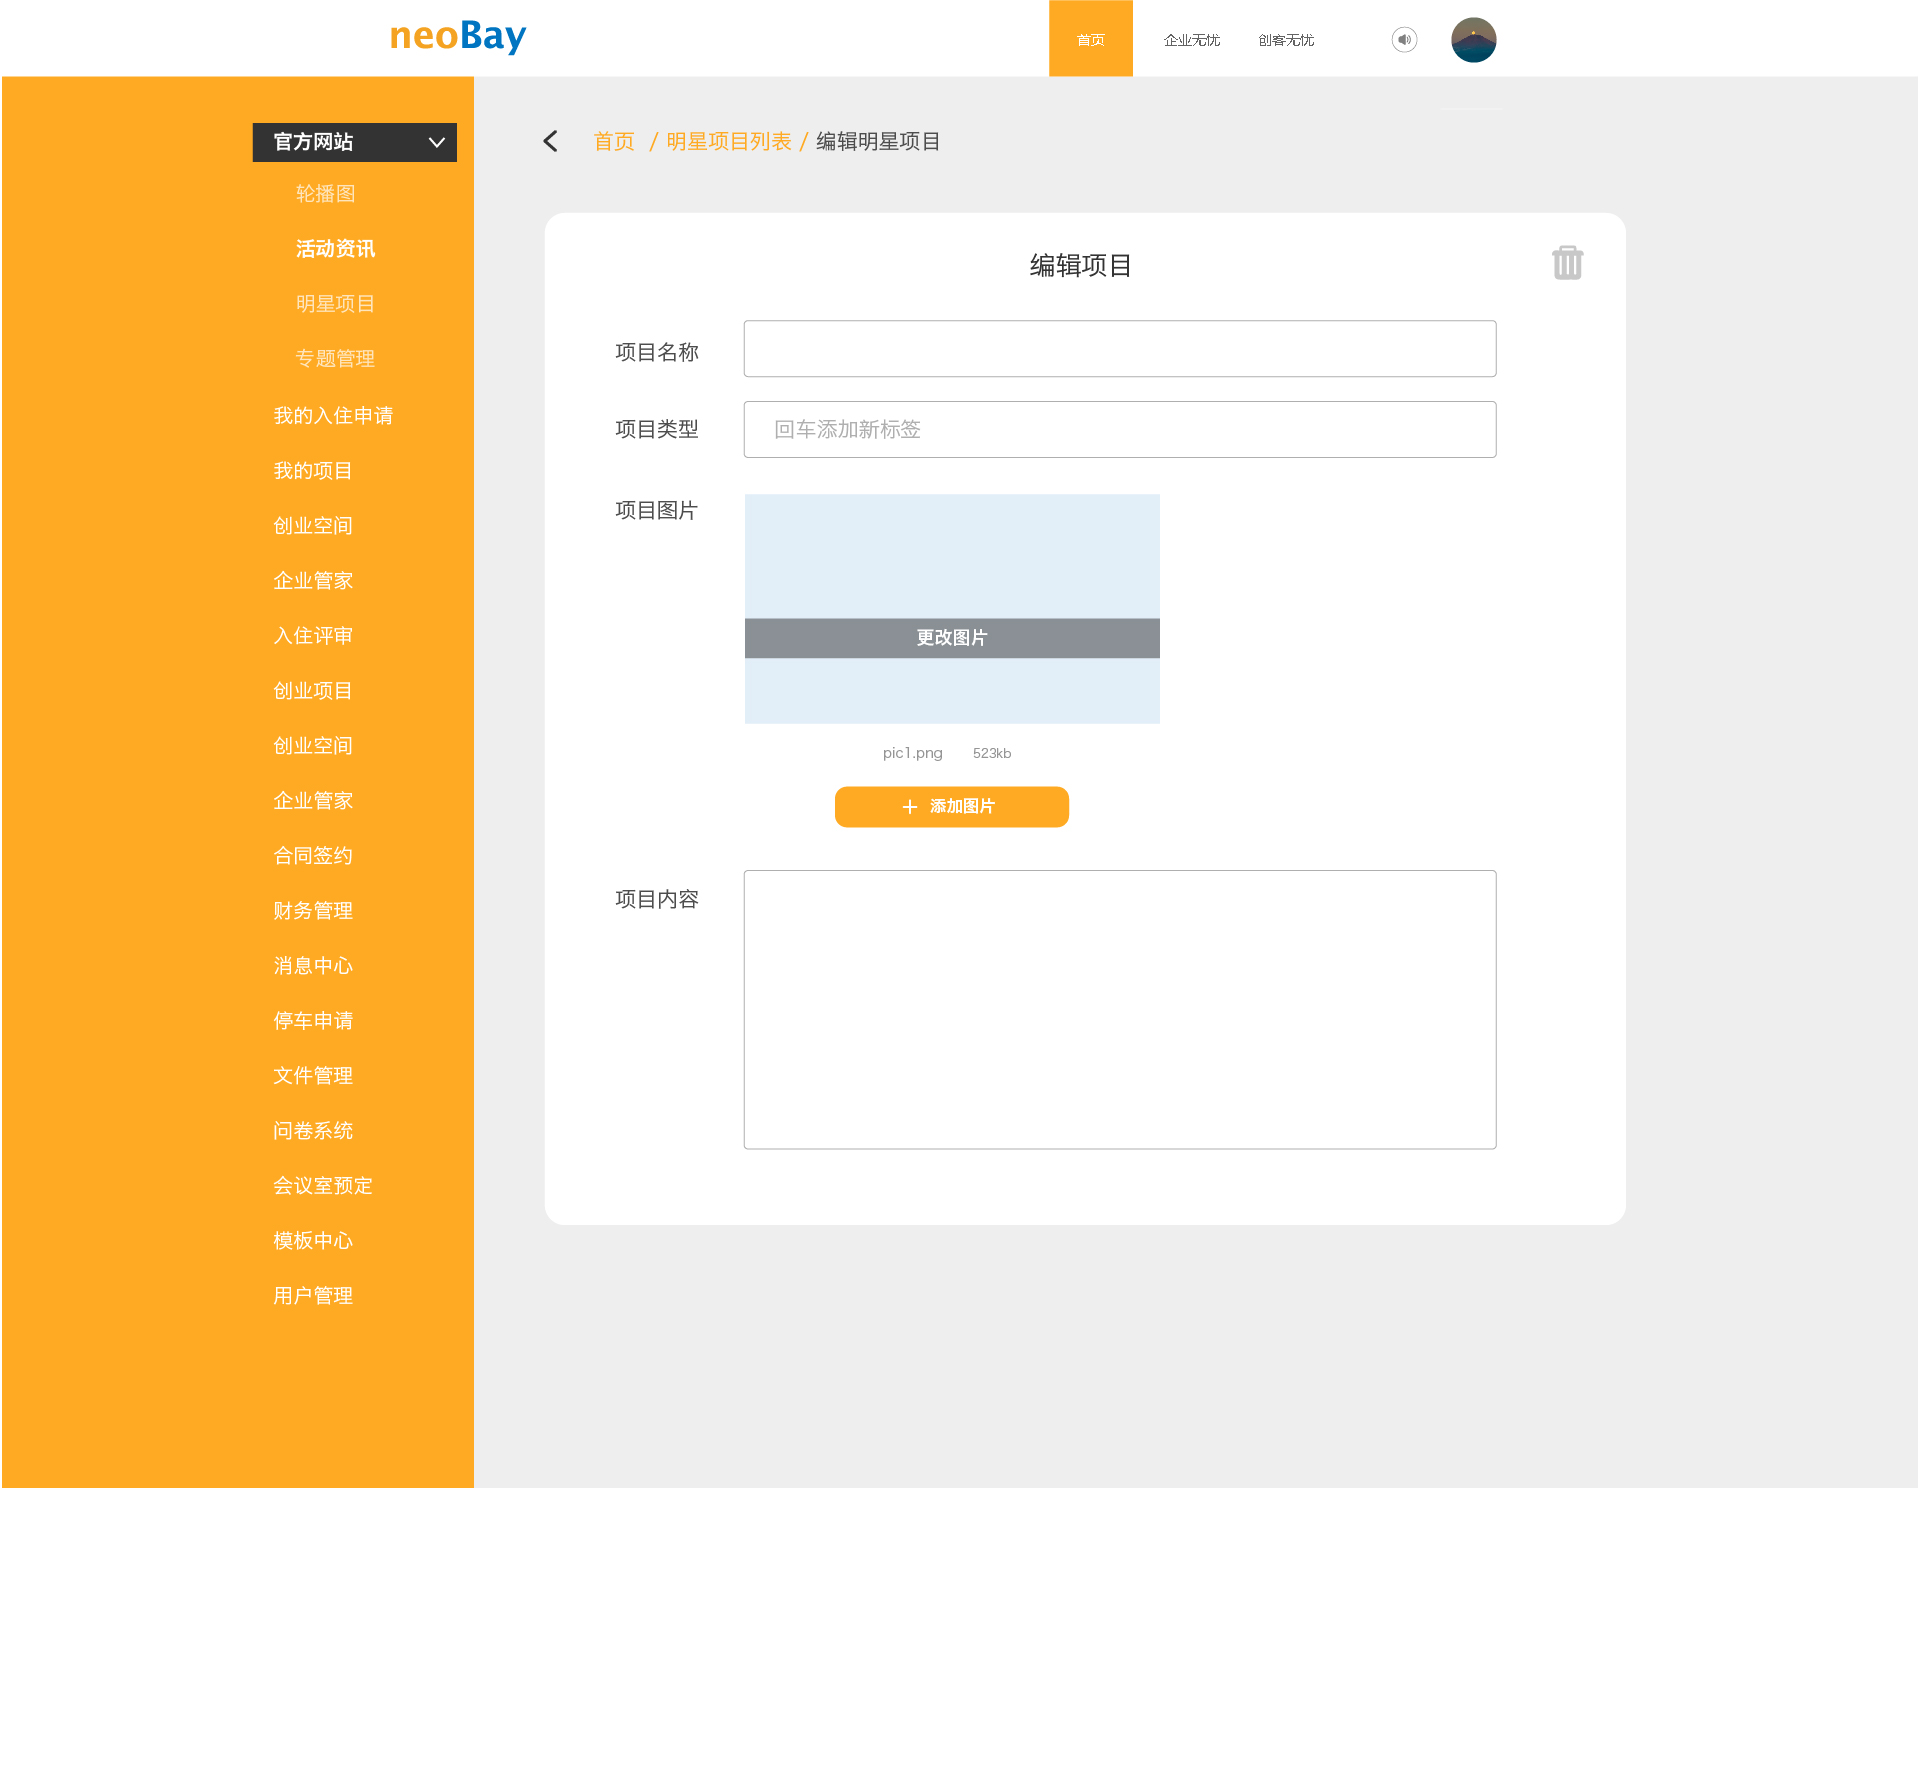 neoBay
首页
企业无忧
创客无忧
官方网站
轮播图
活动资讯
明星项目
专题管理
我的入住申请
我的项目
创业空间
企业管家
入住评审
创业项目
创业空间
企业管家
合同签约
财务管理
消息中心
停车申请
文件管理
问卷系统
会议室预定
模板中心
用户管理
首页 / 明星项目列表 / 编辑明星项目
编辑项目
项目名称
项目类型
回车添加新标签
项目图片
更改图片
pic1.png 523kb
添加图片
项目内容